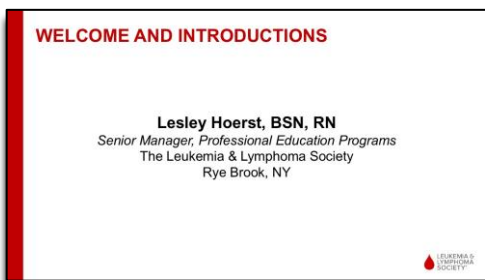 WELCOME AND INTRODUCTIONS
Lesley Hoerst, BSN, RN
Senior Manager, Professional Education Programs
The Leukemia & Lymphoma Society
Rye Brook, NY
LEUKEMIA &
LYMPHOMA
SOCIETY